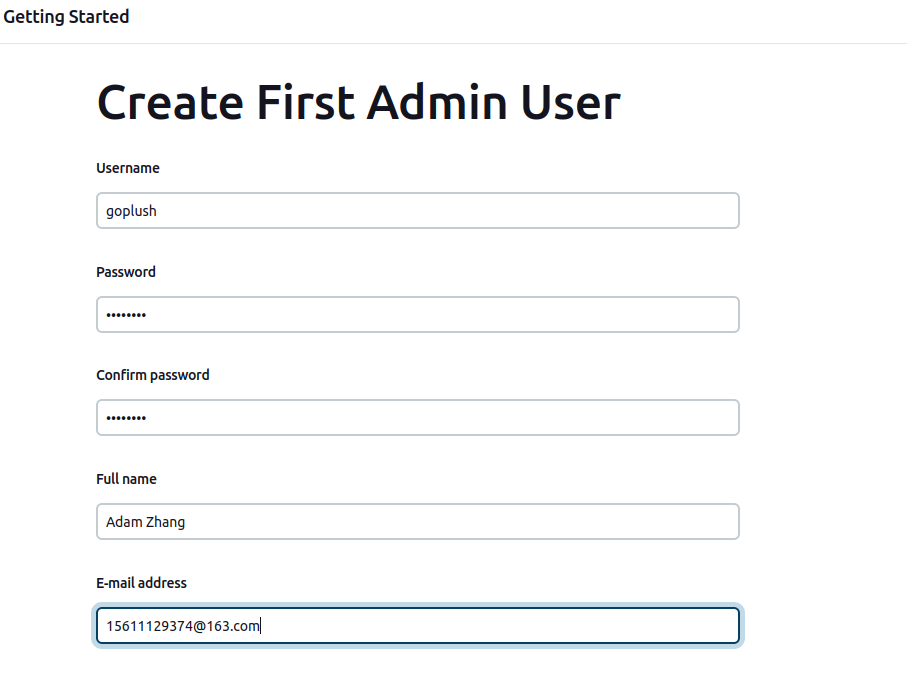 Getting Started
Create First Admin User
Username
goplush
Password
••••••••
Confirm password
••••••••
Full name
Adam Zhang
E-mail address
15611129374@163.com